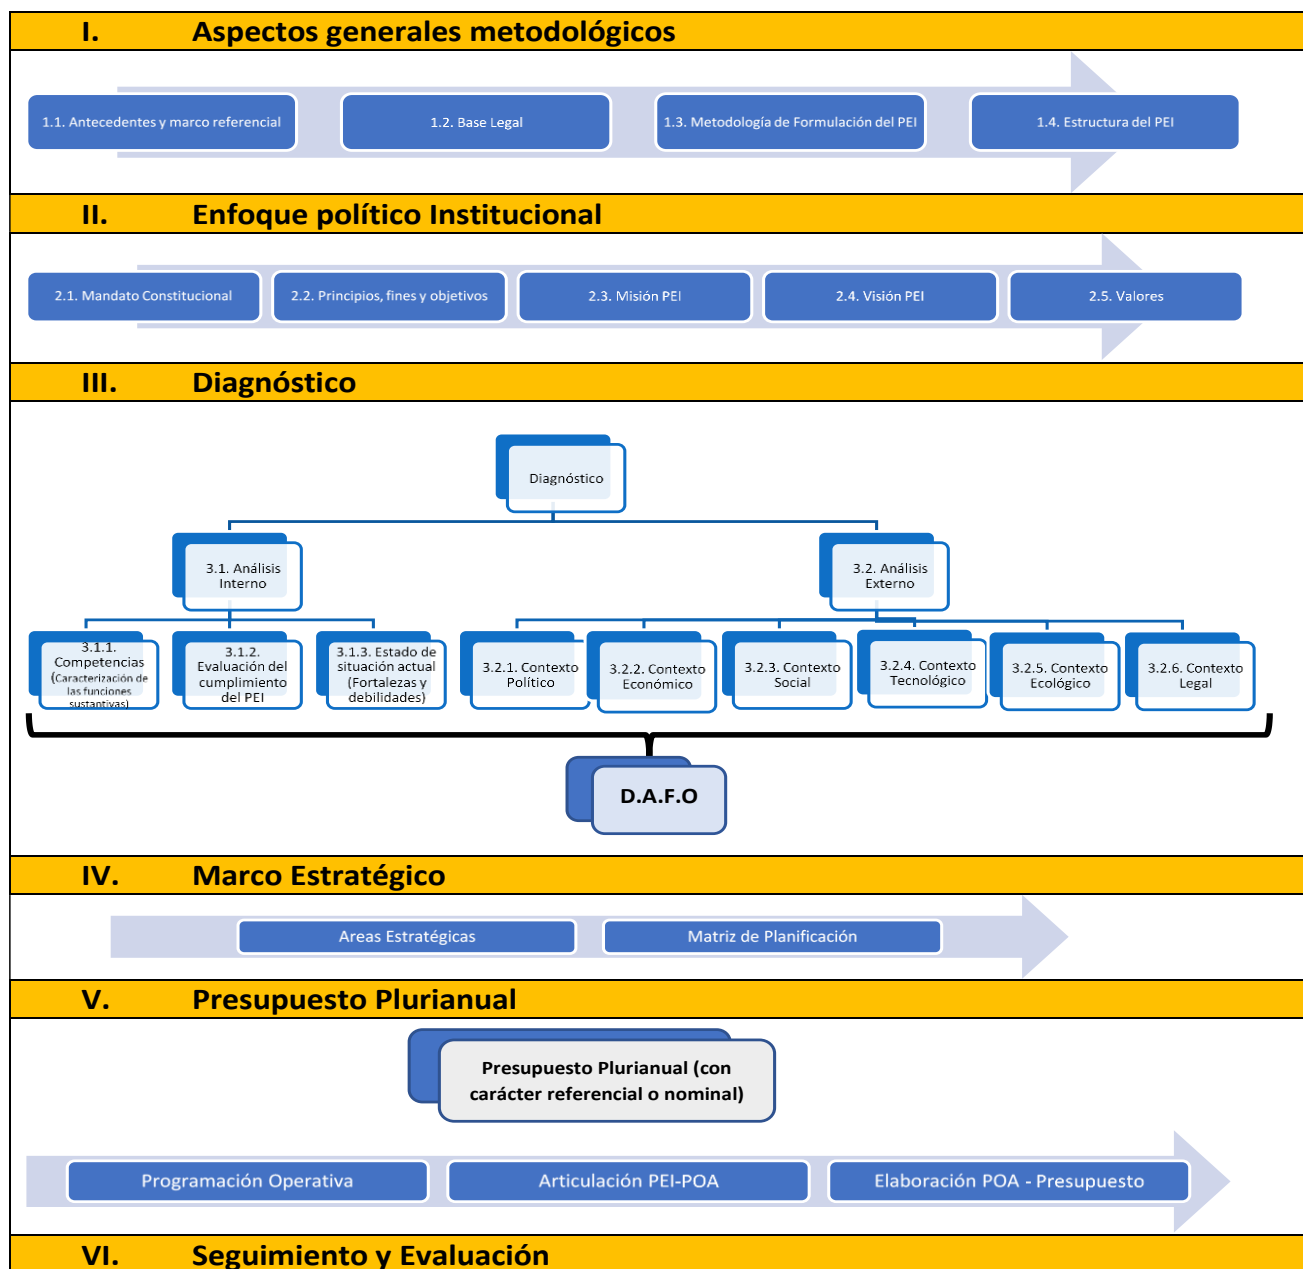 I. Aspectos generales metodológicos
1.1. Antecedentes y marco referencial
1.2. Base Legal
1.3. Metodología de Formulación del PEI
1.4. Estructura del PEI
II. Enfoque político Institucional
2.1. Mandato Constitucional
2.2. Principios, fines y objetivos
2.3. Misión PEI
2.4. Visión PEI
2.5. Valores
III. Diagnóstico
Diagnóstico
3.1. Análisis
Interno
3.2. Análisis
Externo
3.1.1.
Competencias
(Caracterización de
las funciones
sustantivas)
3.1.2.
Evaluación del
cumplimiento
del PEI
3.1.3. Estado de
situación actual
(Fortalezas y
debilidades)
3.2.1. Contexto
Político
3.2.2. Contexto
Económico
3.2.3. Contexto
Social
3.2.4. Contexto
Tecnológico
3.2.5. Contexto
Ecológico
3.2.6. Contexto
Legal
D.A.F.O
IV. Marco Estratégico
Areas Estratégicas
Matriz de Planificación
V. Presupuesto Plurianual
Presupuesto Plurianual (con
carácter referencial o nominal)
Programación Operativa
Articulación PEI-POA
Elaboración POA - Presupuesto
VI. Seguimiento y Evaluación